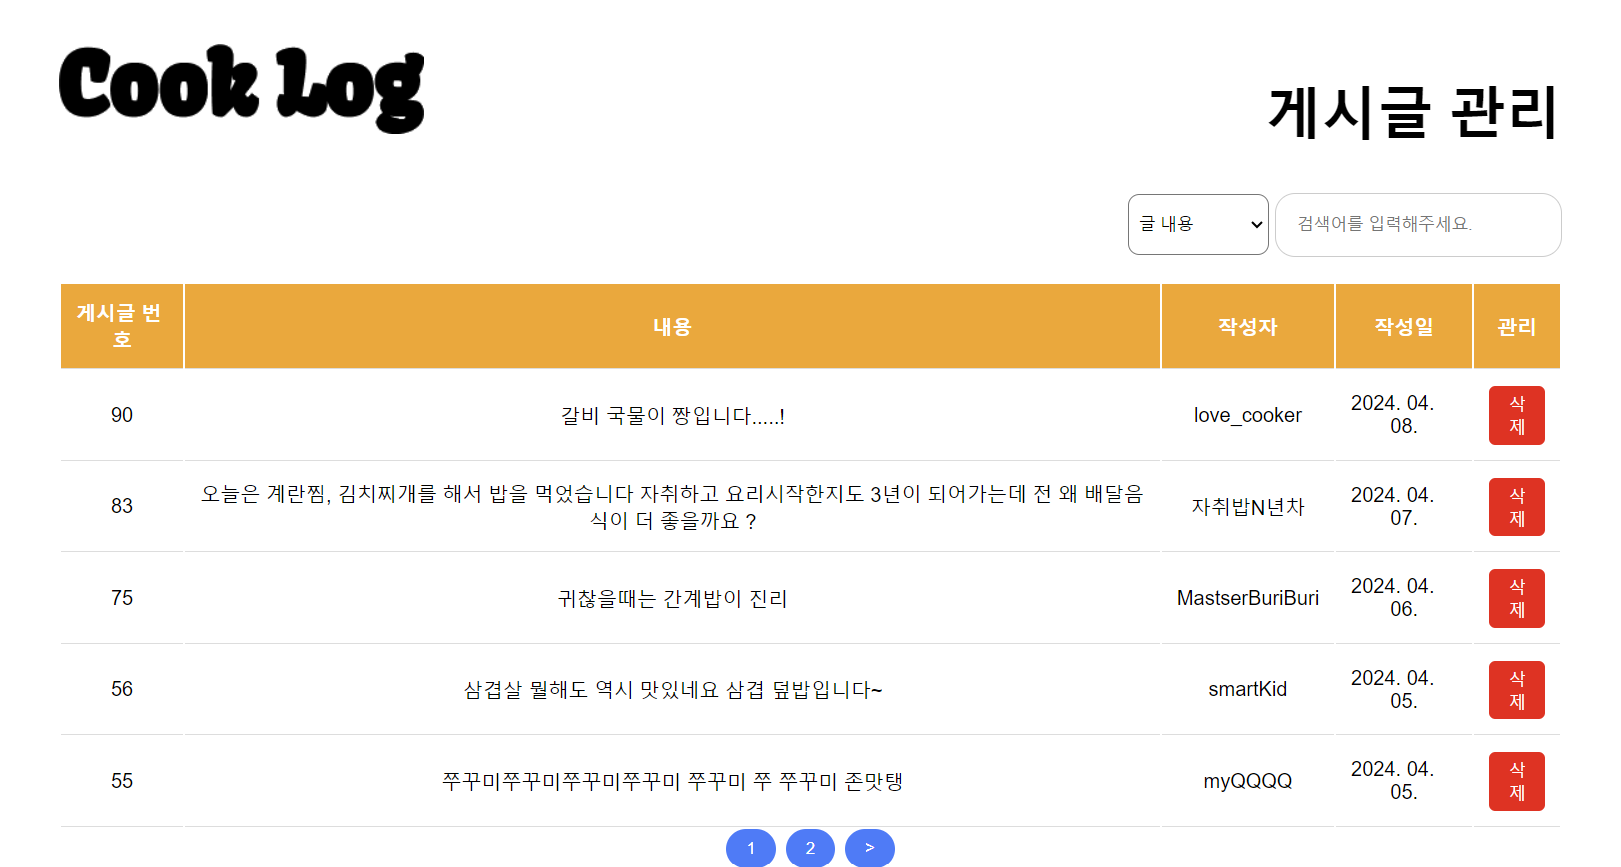 Cook Log
게시글 관리
글 내용
검색어를 입력해주세요.
게시글 번
호
내용
작성자
작성일
관리
90
갈비 국물이 짱입니다.....!
love_cooker
2024. 04.
08.
삭
제
83
오늘은 계란찜, 김치찌개를 해서 밥을 먹었습니다 자취하고 요리시작한지도 3년이 되어가는데 전 왜 배달음
식이 더 좋을까요 ?
자취밥N년차
2024. 04.
07.
삭
제
75
귀찮을때는 간계밥이 진리
MastserBuriBuri
2024. 04.
06.
삭
제
56
삼겹살 뭘해도 역시 맛있네요 삼겹 덮밥입니다~
smartKid
2024. 04.
05.
삭
제
55
쭈꾸미쭈꾸미쭈꾸미쭈꾸미 쭈꾸미 쭈 쭈꾸미 존맛탱
myQQQQ
2024. 04.
05.
삭
제
1 2 >